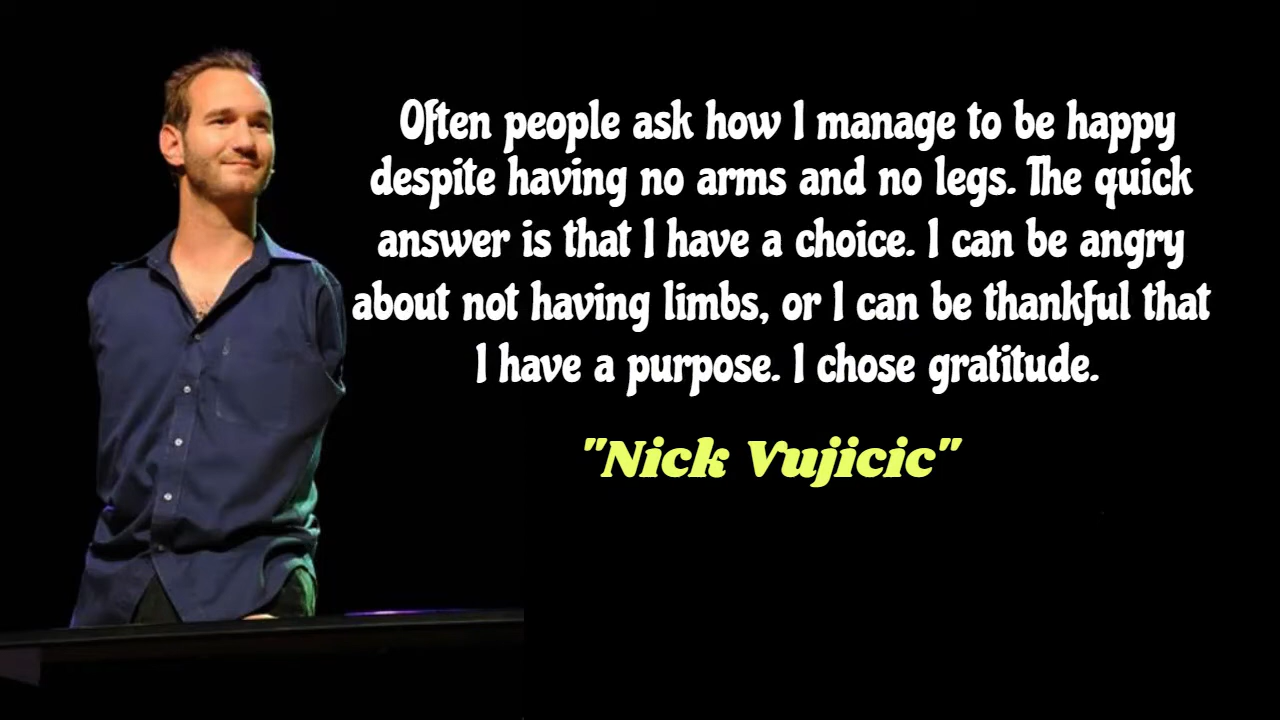 Often people ask how I manage to be happy
despite having no arms and no legs. The quick
answer is that I have a choice. I can be angry
about not having limbs, or I can be thankful that
I have a purpose. I chose gratitude.
"Nick Vujicic"